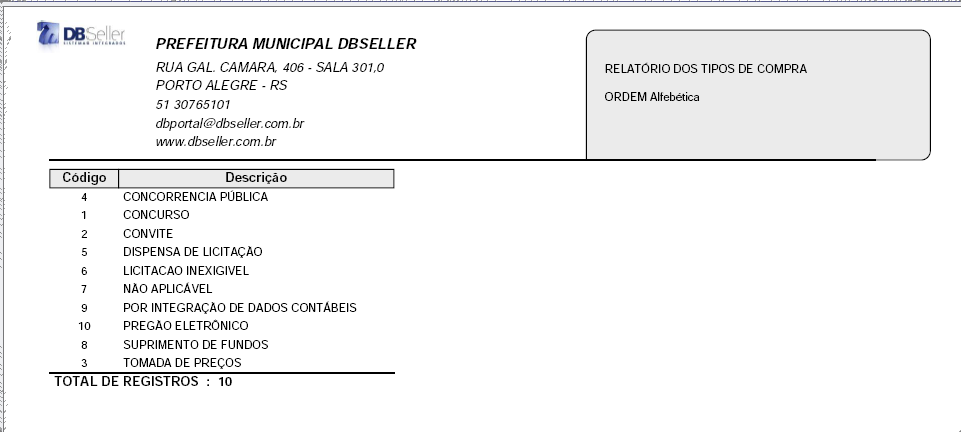 DBSeller
SISTEMAS INTEGRADOS
PREFEITURA MUNICIPAL DBSELLER
RUA GAL. CAMARA, 406 - SALA 301,0
PORTO ALEGRE - RS
51 30765101
dbportal@dbseller.com.br
www.dbseller.com.br
RELATÓRIO DOS TIPOS DE COMPRA
ORDEM Alfebética
Código Descrição
4 CONCORRENCIA PÚBLICA
1 CONCURSO
2 CONVITE
5 DISPENSA DE LICITAÇÃO
6 LICITACAO INEXIGIVEL
7 NÃO APLICÁVEL
9 POR INTEGRAÇÃO DE DADOS CONTÁBEIS
10 PREGÃO ELETRÔNICO
8 SUPRIMENTO DE FUNDOS
3 TOMADA DE PREÇOS
TOTAL DE REGISTROS : 10